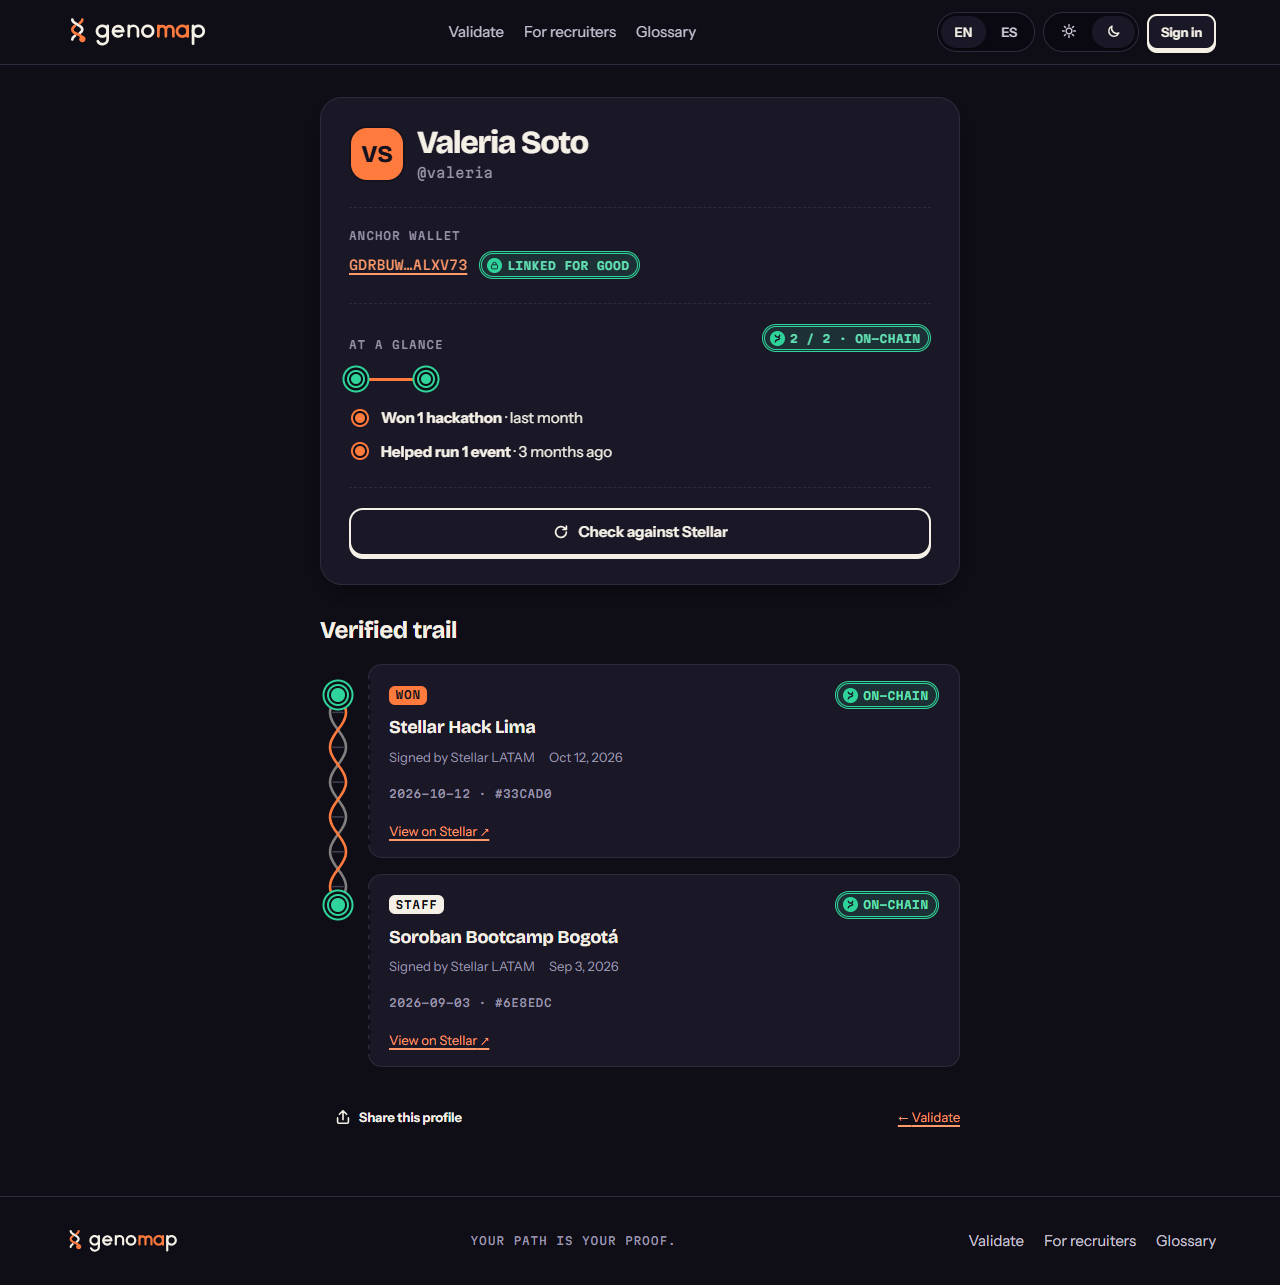 genomap
Validate For recruiters Glossary
EN ES
Sign in
VS
Valeria Soto
@valeria
ANCHOR WALLET
GDRBUW…ALXV73 LINKED FOR GOOD
AT A GLANCE
2 / 2 · ON-CHAIN
Won 1 hackathon · last month
Helped run 1 event · 3 months ago
Check against Stellar
Verified trail
WON
ON-CHAIN
Stellar Hack Lima
Signed by Stellar LATAM Oct 12, 2026
2026-10-12 · #33CAD0
View on Stellar ↗
STAFF
ON-CHAIN
Soroban Bootcamp Bogotá
Signed by Stellar LATAM Sep 3, 2026
2026-09-03 · #6E8EDC
View on Stellar ↗
Share this profile
← Validate
genomap
YOUR PATH IS YOUR PROOF.
Validate For recruiters Glossary